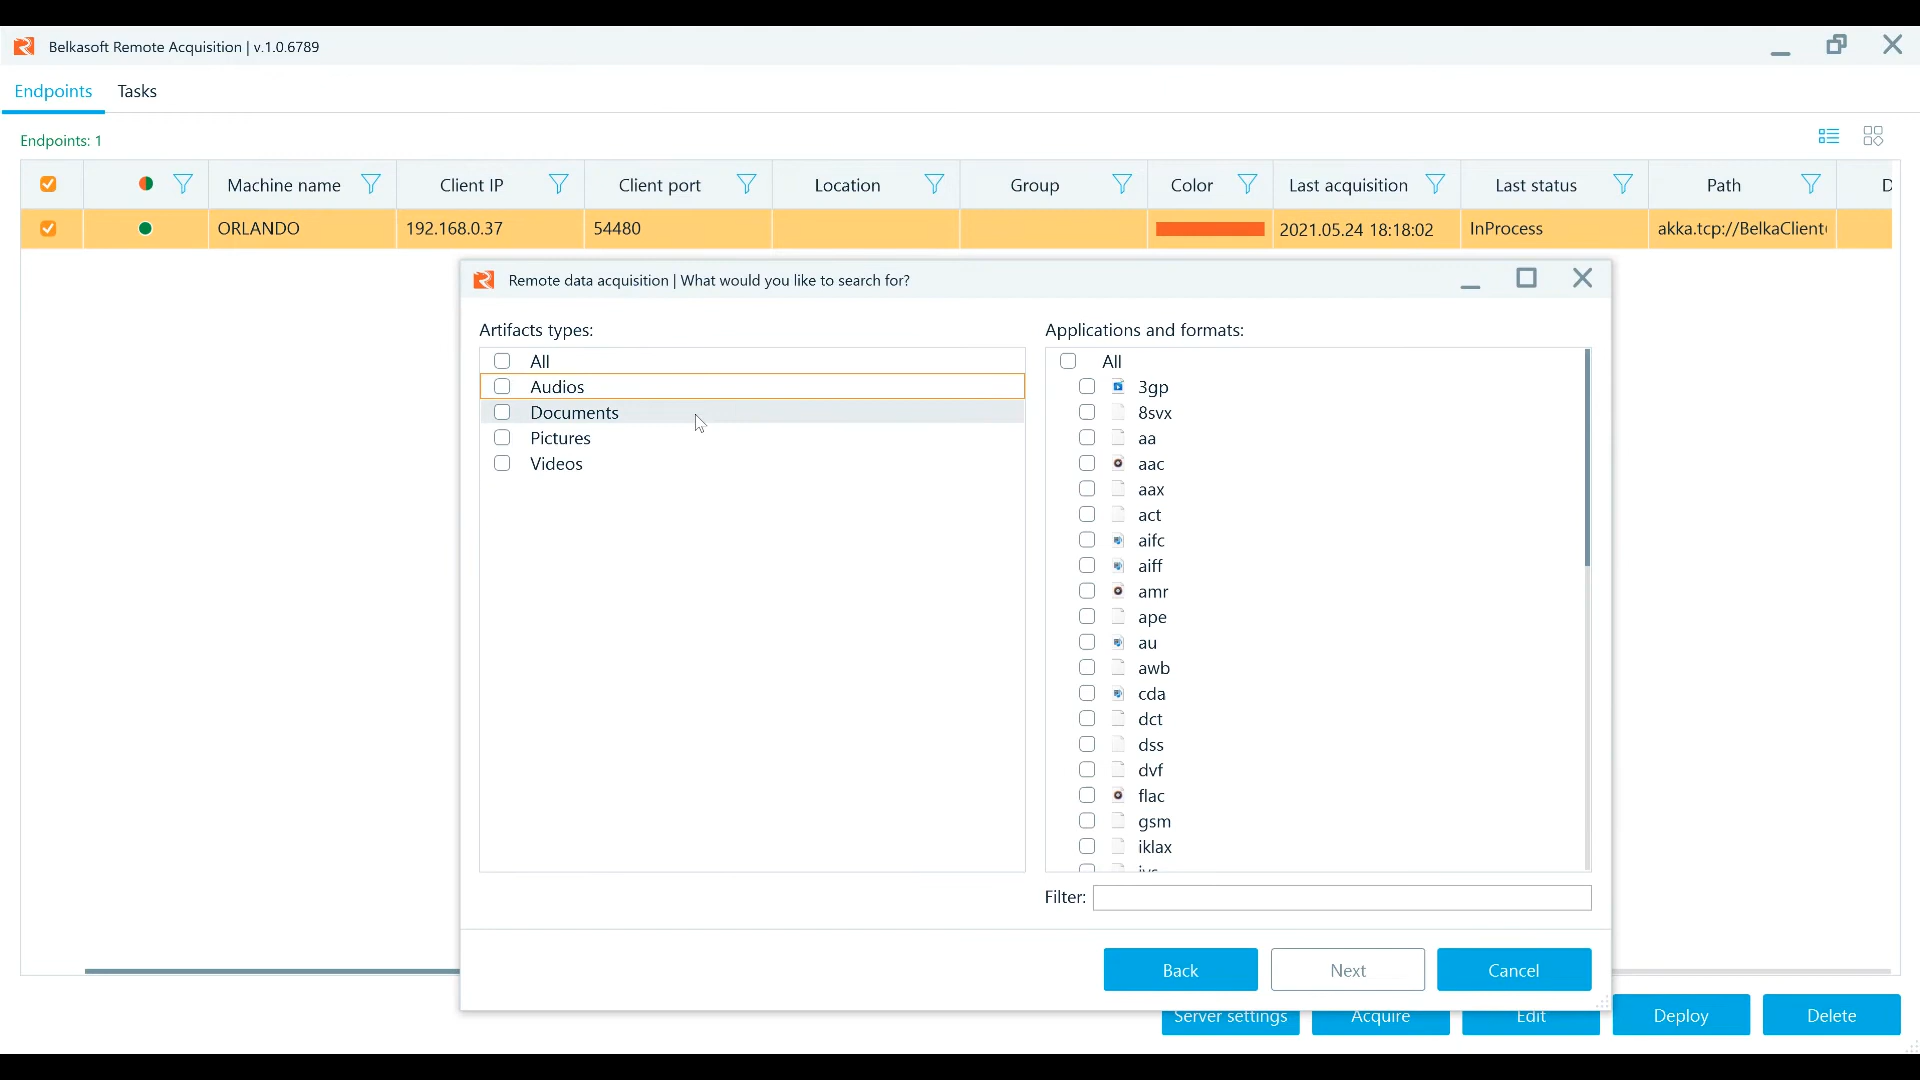 Belkasoft Remote Acquisition | v.1.0.6789
Endpoints Tasks
Endpoints: 1
Machine name Client IP Client port Location Group Color Last acquisition Last status Path D
ORLANDO 192.168.0.37 54480 2021.05.24 18:18:02 InProcess akka.tcp://BelkaClient
Remote data acquisition | What would you like to search for?
Artifacts types:
All
Audios
Documents
Pictures
Videos
Applications and formats:
All
3gp
8svx
aa
aac
aax
act
aifc
aiff
amr
ape
au
awb
cda
dct
dss
dvf
flac
gsm
iklax
Filter:
Back Next Cancel
Server settings Acquire Edit Deploy Delete